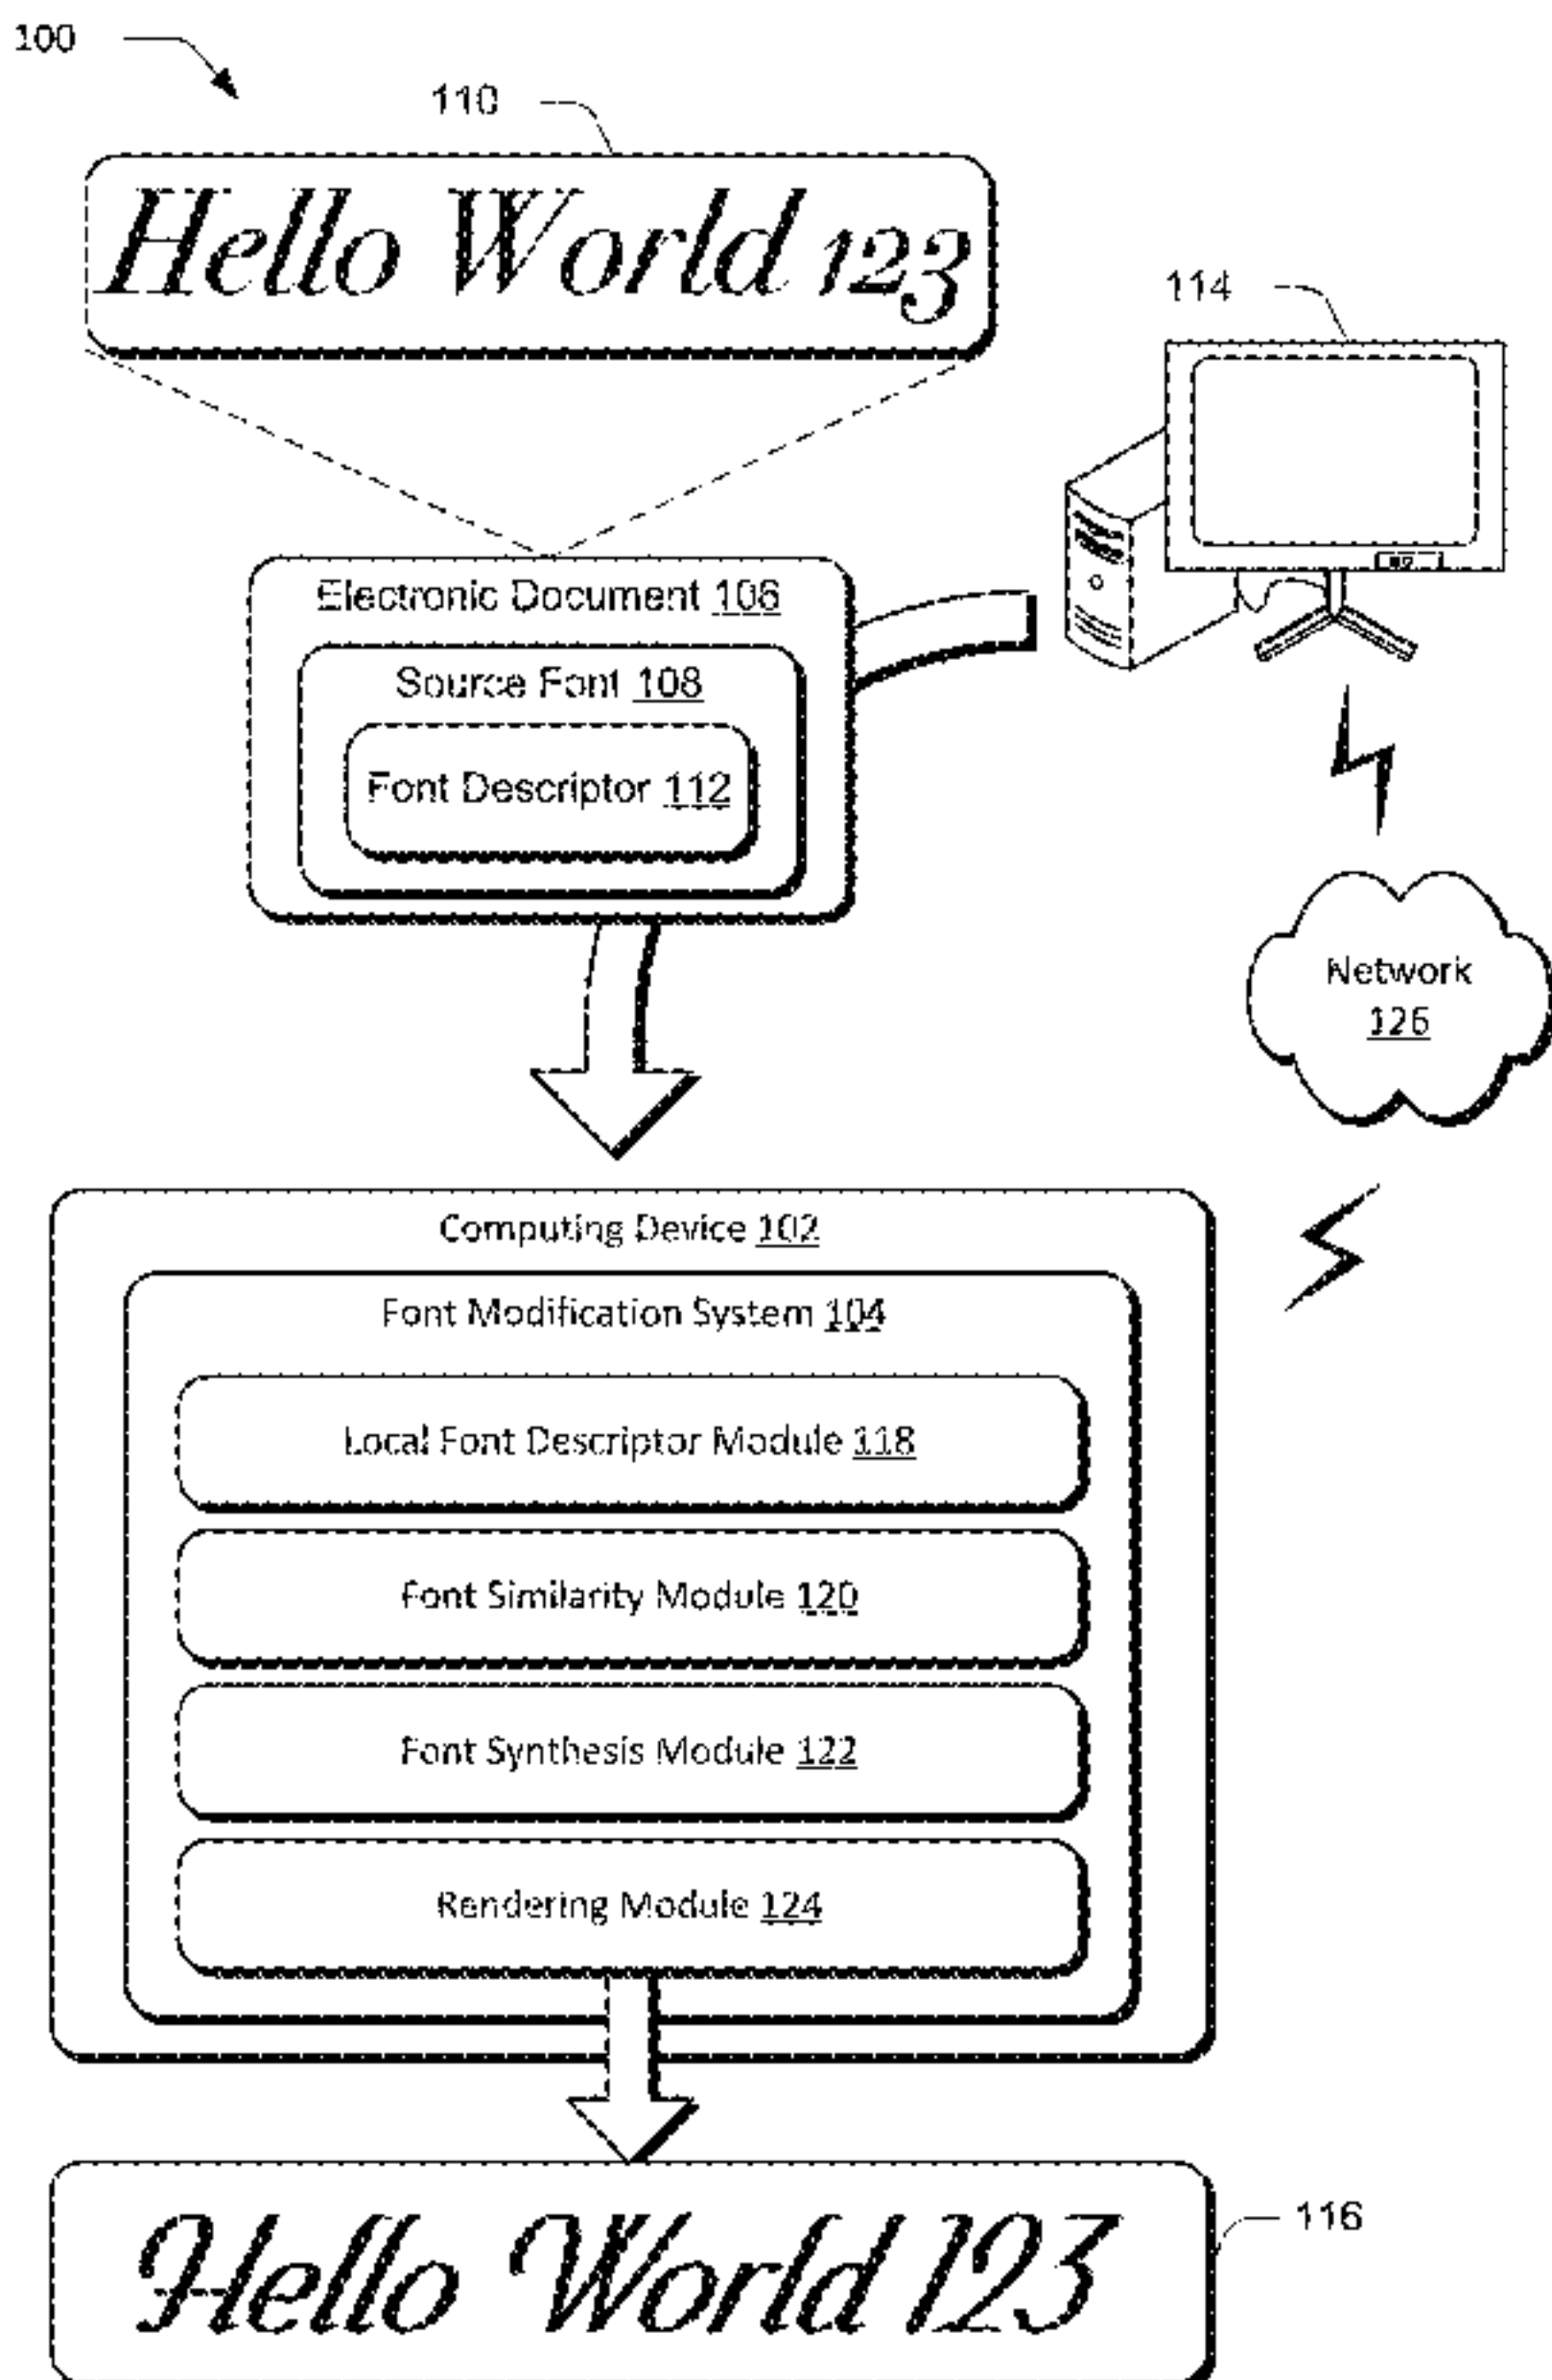 100
110
Hello World 123
114
Electronic Document 106
Source Font 108
Font Descriptor 112
Network
126
Computing Device 102
Font Modification System 104
Local Font Descriptor Module 118
Font Similarity Module 120
Font Synthesis Module 122
Rendering Module 124
Hello World 123
116